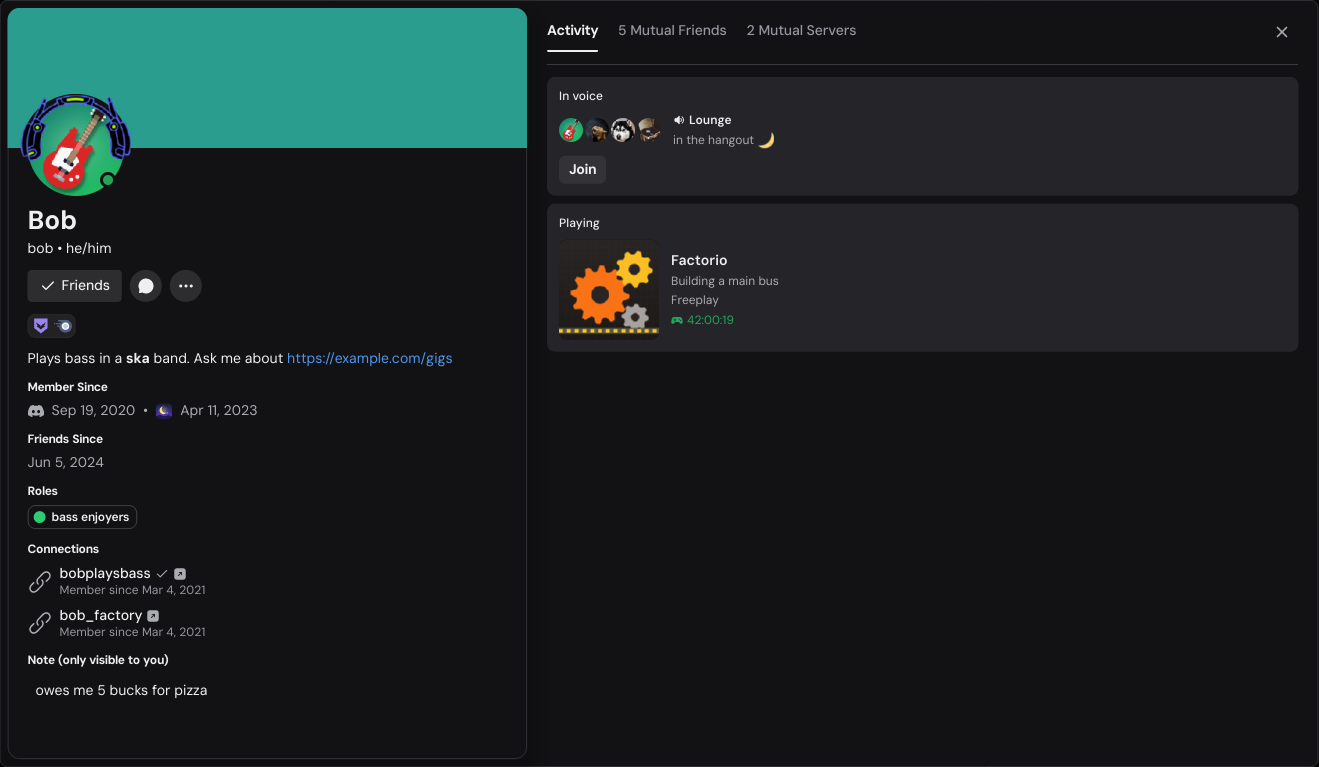 Bob
bob • he/him
Friends
Plays bass in a ska band. Ask me about https://example.com/gigs
Member Since
Sep 19, 2020 • Apr 11, 2023
Friends Since
Jun 5, 2024
Roles
bass enjoyers
Connections
bobplaysbass
Member since Mar 4, 2021
bob_factory
Member since Mar 4, 2021
Note (only visible to you)
owes me 5 bucks for pizza
Activity 5 Mutual Friends 2 Mutual Servers
In voice
Lounge
in the hangout 🌙
Join
Playing
Factorio
Building a main bus
Freeplay
42:00:19